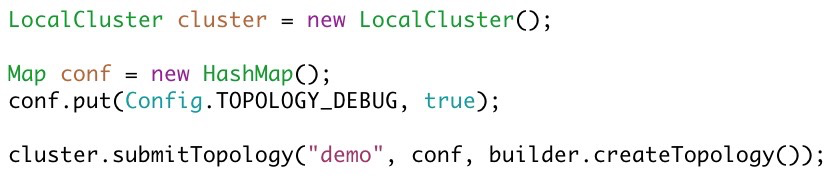 LocalCluster cluster = new LocalCluster();
Map conf = new HashMap();
conf.put(Config.TOPOLOGY_DEBUG, true);
cluster.submitTopology("demo", conf, builder.createTopology());